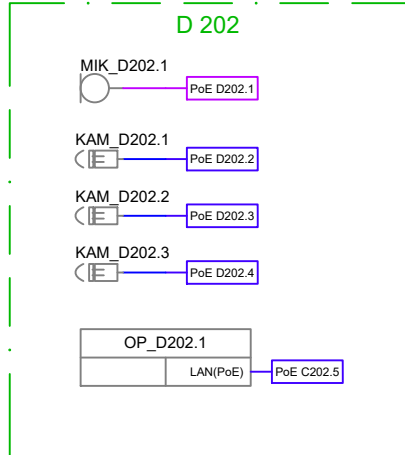 D 202
MIK_D202.1
PoE D202.1
KAM_D202.1
PoE D202.2
KAM_D202.2
PoE D202.3
KAM_D202.3
PoE D202.4
OP_D202.1
LAN(PoE)
PoE C202.5